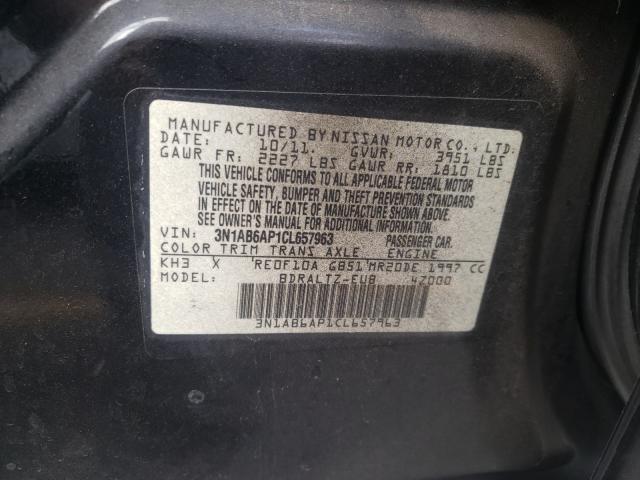 MANUFACTURED BY NISSAN MOTOR CO., LTD.
DATE: 10/11. GVWR: 3951 LBS
GAWR FR: 2227 LBS GAWR RR: 1810 LBS
THIS VEHICLE CONFORMS TO ALL APPLICABLE FEDERAL MOTOR
VEHICLE SAFETY, BUMPER AND THEFT PREVENTION STANDARDS
IN EFFECT ON THE DATE OF MANUFACTURE SHOWN ABOVE.
SEE OWNER'S MANUAL FOR ADDITIONAL INFORMATION.
VIN: 3N1AB6AP1CL657963 PASSENGER CAR.
COLOR TRIM TRANS AXLE ENGINE
KH3 X RE0F10A GB51 MR20DE 1997 CC
MODEL: BDRALTZ-EUB 4Z000
3N1AB6AP1CL657963